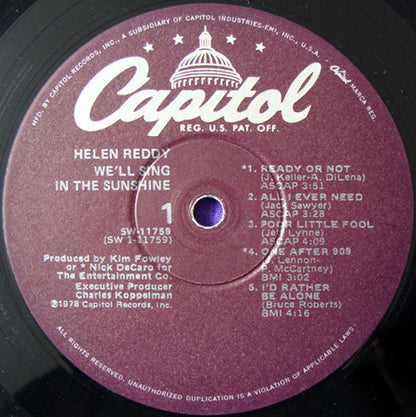 MFD. BY CAPITOL RECORDS, INC., A SUBSIDIARY OF CAPITOL INDUSTRIES-EMI, INC., U.S.A.
Capitol
REG. U.S. PAT. OFF.
Capitol MARCA REG.
HELEN REDDY
WE'LL SING
IN THE SUNSHINE
1
SW-11759
(SW 1-11759)
Produced by Kim Fowley
or * Nick DeCaro for
The Entertainment Co.
Executive Producer
Charles Koppelman
℗1978 Capitol Records, Inc.
*1. READY OR NOT
(J. Keller-A. DiLena)
ASCAP 3:51
2. ALL I EVER NEED
(Jack Sawyer)
ASCAP 3:28
3. POOR LITTLE FOOL
(Jeff Lynne)
ASCAP 4:09
*4. ONE AFTER 909
(J. Lennon-
P. McCartney)
BMI 3:02
5. I'D RATHER
BE ALONE
(Bruce Roberts)
BMI 4:16
ALL RIGHTS RESERVED. UNAUTHORIZED DUPLICATION IS A VIOLATION OF APPLICABLE LAWS.